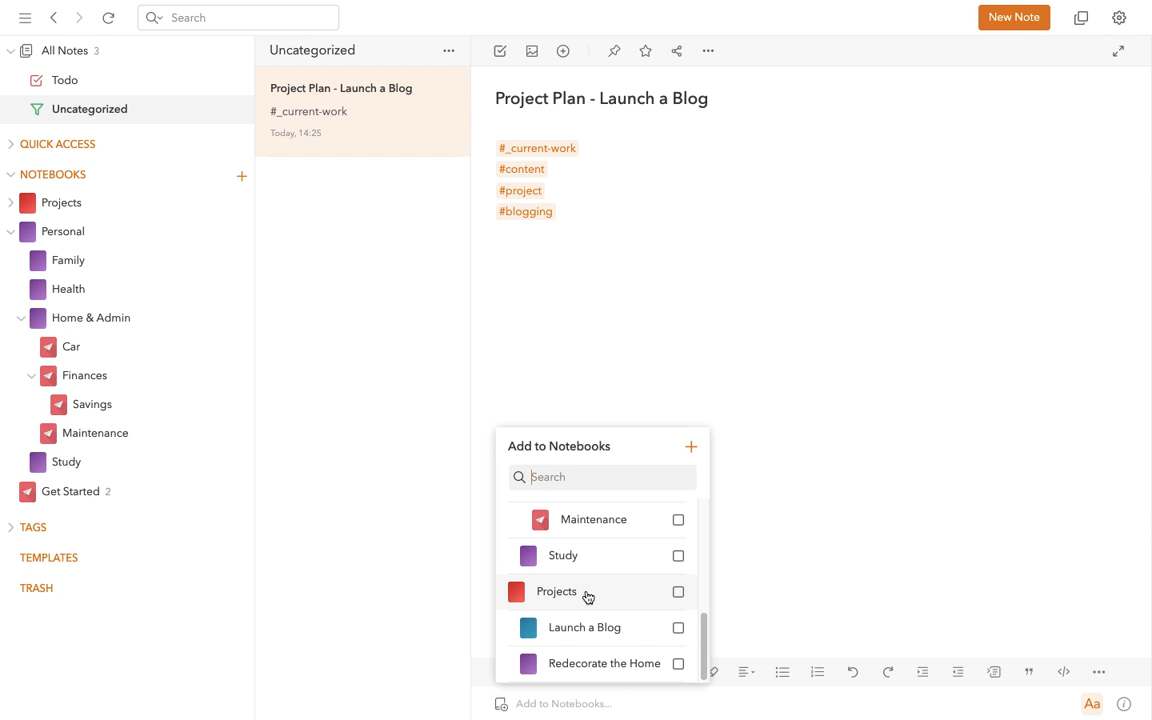 Search
New Note
All Notes 3
Todo
Uncategorized
QUICK ACCESS
NOTEBOOKS
Projects
Personal
Family
Health
Home & Admin
Car
Finances
Savings
Maintenance
Study
Get Started 2
TAGS
TEMPLATES
TRASH
Uncategorized
Project Plan - Launch a Blog
#_current-work
Today, 14:25
Project Plan - Launch a Blog
#_current-work
#content
#project
#blogging
Add to Notebooks
Search
Maintenance
Study
Projects
Launch a Blog
Redecorate the Home
Add to Notebooks...
Aa